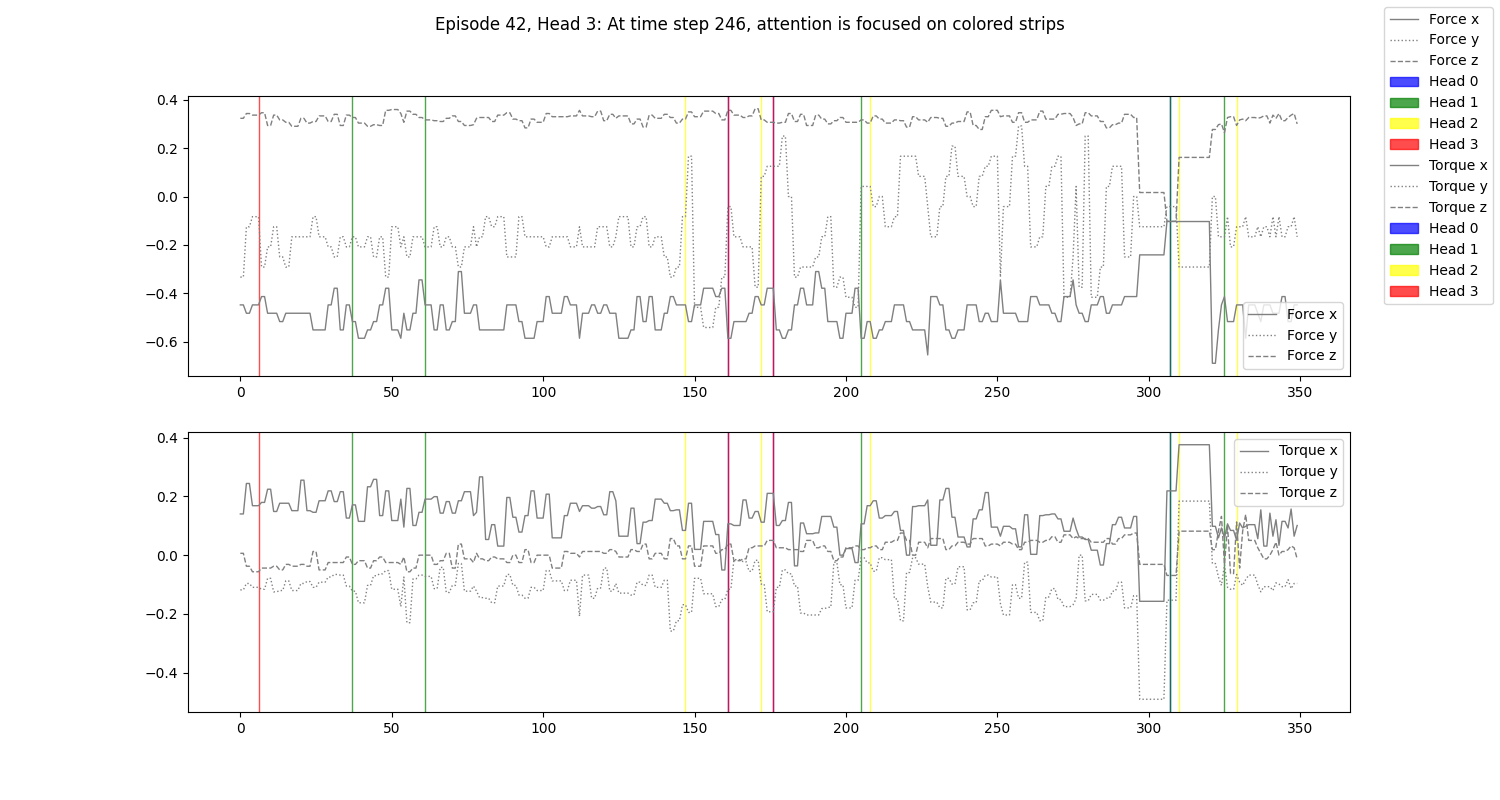 Episode 42, Head 3: At time step 246, attention is focused on colored strips
Force x
Force y
Force z
Head 0
Head 1
Head 2
Head 3
Torque x
Torque y
Torque z
Head 0
Head 1
Head 2
Head 3
0.4
0.2
0.0
−0.2
−0.4
−0.6
Force x
Force y
Force z
0
50
100
150
200
250
300
350
0.4
0.2
0.0
−0.2
−0.4
Torque x
Torque y
Torque z
0
50
100
150
200
250
300
350